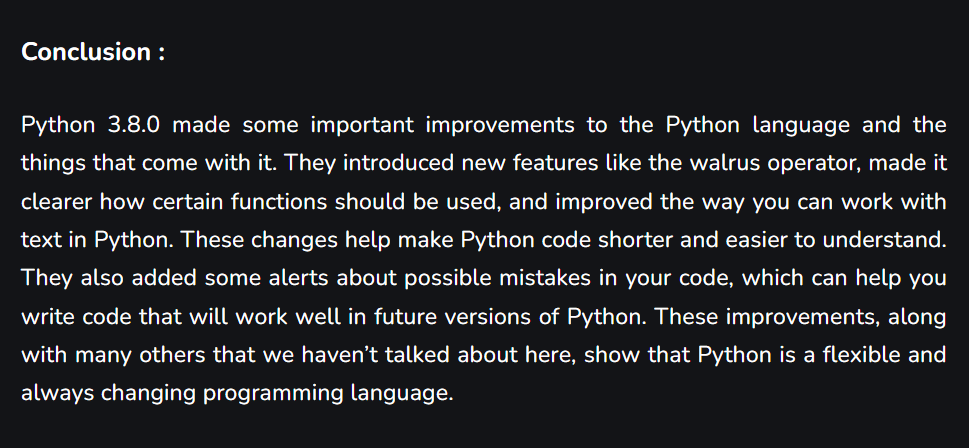 Conclusion :
Python 3.8.0 made some important improvements to the Python language and the
things that come with it. They introduced new features like the walrus operator, made it
clearer how certain functions should be used, and improved the way you can work with
text in Python. These changes help make Python code shorter and easier to understand.
They also added some alerts about possible mistakes in your code, which can help you
write code that will work well in future versions of Python. These improvements, along
with many others that we haven’t talked about here, show that Python is a flexible and
always changing programming language.